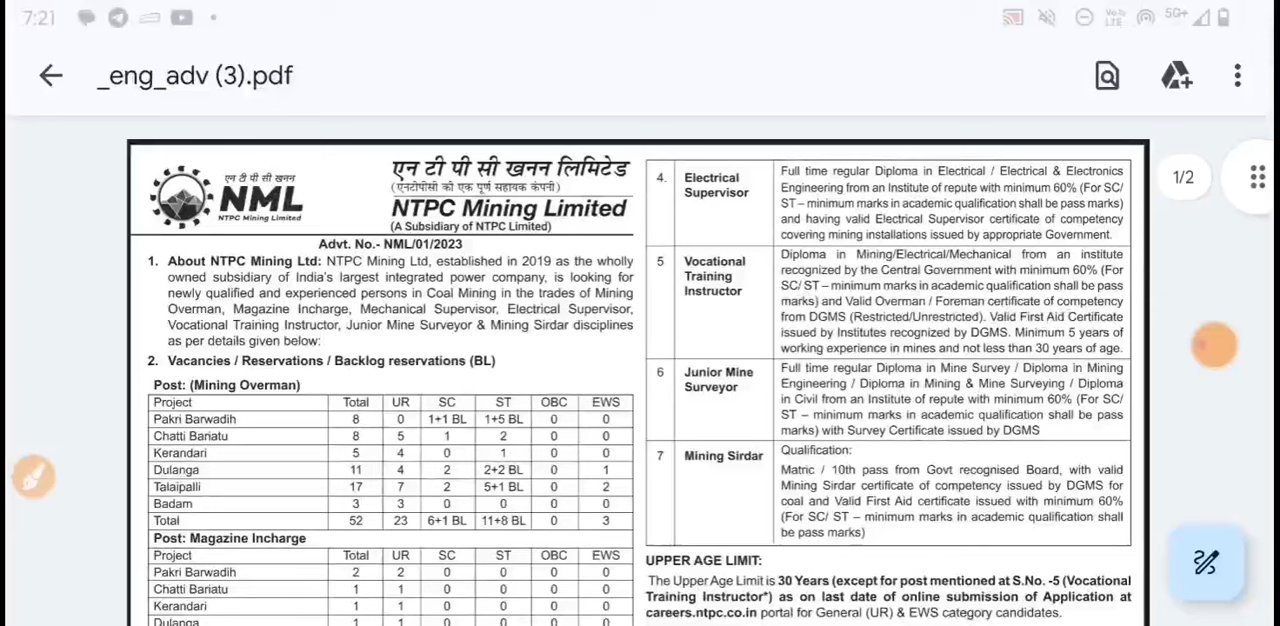 7:21
Vo)) LTE 5G+
_eng_adv (3).pdf
1/2
एन टी पी सी खनन
NML
NTPC Mining Limited
एन टी पी सी खनन लिमिटेड
(एनटीपीसी की एक पूर्ण सहायक कंपनी)
NTPC Mining Limited
(A Subsidiary of NTPC Limited)
Advt. No.- NML/01/2023
1. About NTPC Mining Ltd: NTPC Mining Ltd, established in 2019 as the wholly
owned subsidiary of India's largest integrated power company, is looking for
newly qualified and experienced persons in Coal Mining in the trades of Mining
Overman, Magazine Incharge, Mechanical Supervisor, Electrical Supervisor,
Vocational Training Instructor, Junior Mine Surveyor & Mining Sirdar disciplines
as per details given below:
2. Vacancies / Reservations / Backlog reservations (BL)
Post: (Mining Overman)
Project Total UR SC ST OBC EWS
Pakri Barwadih 8 0 1+1 BL 1+5 BL 0 0
Chatti Bariatu 8 5 1 2 0 0
Kerandari 5 4 0 1 0 0
Dulanga 11 4 2 2+2 BL 0 1
Talaipalli 17 7 2 5+1 BL 0 2
Badam 3 3 0 0 0 0
Total 52 23 6+1 BL 11+8 BL 0 3
Post: Magazine Incharge
Project Total UR SC ST OBC EWS
Pakri Barwadih 2 2 0 0 0 0
Chatti Bariatu 1 1 0 0 0 0
Kerandari 1 1 0 0 0 0
Dulanga 1 1 0 0 0 0
4. Electrical Supervisor
Full time regular Diploma in Electrical / Electrical & Electronics
Engineering from an Institute of repute with minimum 60% (For SC/
ST – minimum marks in academic qualification shall be pass marks)
and having valid Electrical Supervisor certificate of competency
covering mining installations issued by appropriate Government.
5 Vocational Training Instructor
Diploma in Mining/Electrical/Mechanical from an institute
recognized by the Central Government with minimum 60% (For
SC/ ST – minimum marks in academic qualification shall be pass
marks) and Valid Overman / Foreman certificate of competency
from DGMS (Restricted/Unrestricted). Valid First Aid Certificate
issued by Institutes recognized by DGMS. Minimum 5 years of
working experience in mines and not less than 30 years of age.
6 Junior Mine Surveyor
Full time regular Diploma in Mine Survey / Diploma in Mining
Engineering / Diploma in Mining & Mine Surveying / Diploma
in Civil from an Institute of repute with minimum 60% (For SC/
ST – minimum marks in academic qualification shall be pass
marks) with Survey Certificate issued by DGMS
7 Mining Sirdar
Qualification:
Matric / 10th pass from Govt recognised Board, with valid
Mining Sirdar certificate of competency issued by DGMS for
coal and Valid First Aid certificate issued with minimum 60%
(For SC/ ST – minimum marks in academic qualification shall
be pass marks)
UPPER AGE LIMIT:
The Upper Age Limit is 30 Years (except for post mentioned at S.No. -5 (Vocational
Training Instructor*) as on last date of online submission of Application at
careers.ntpc.co.in portal for General (UR) & EWS category candidates.